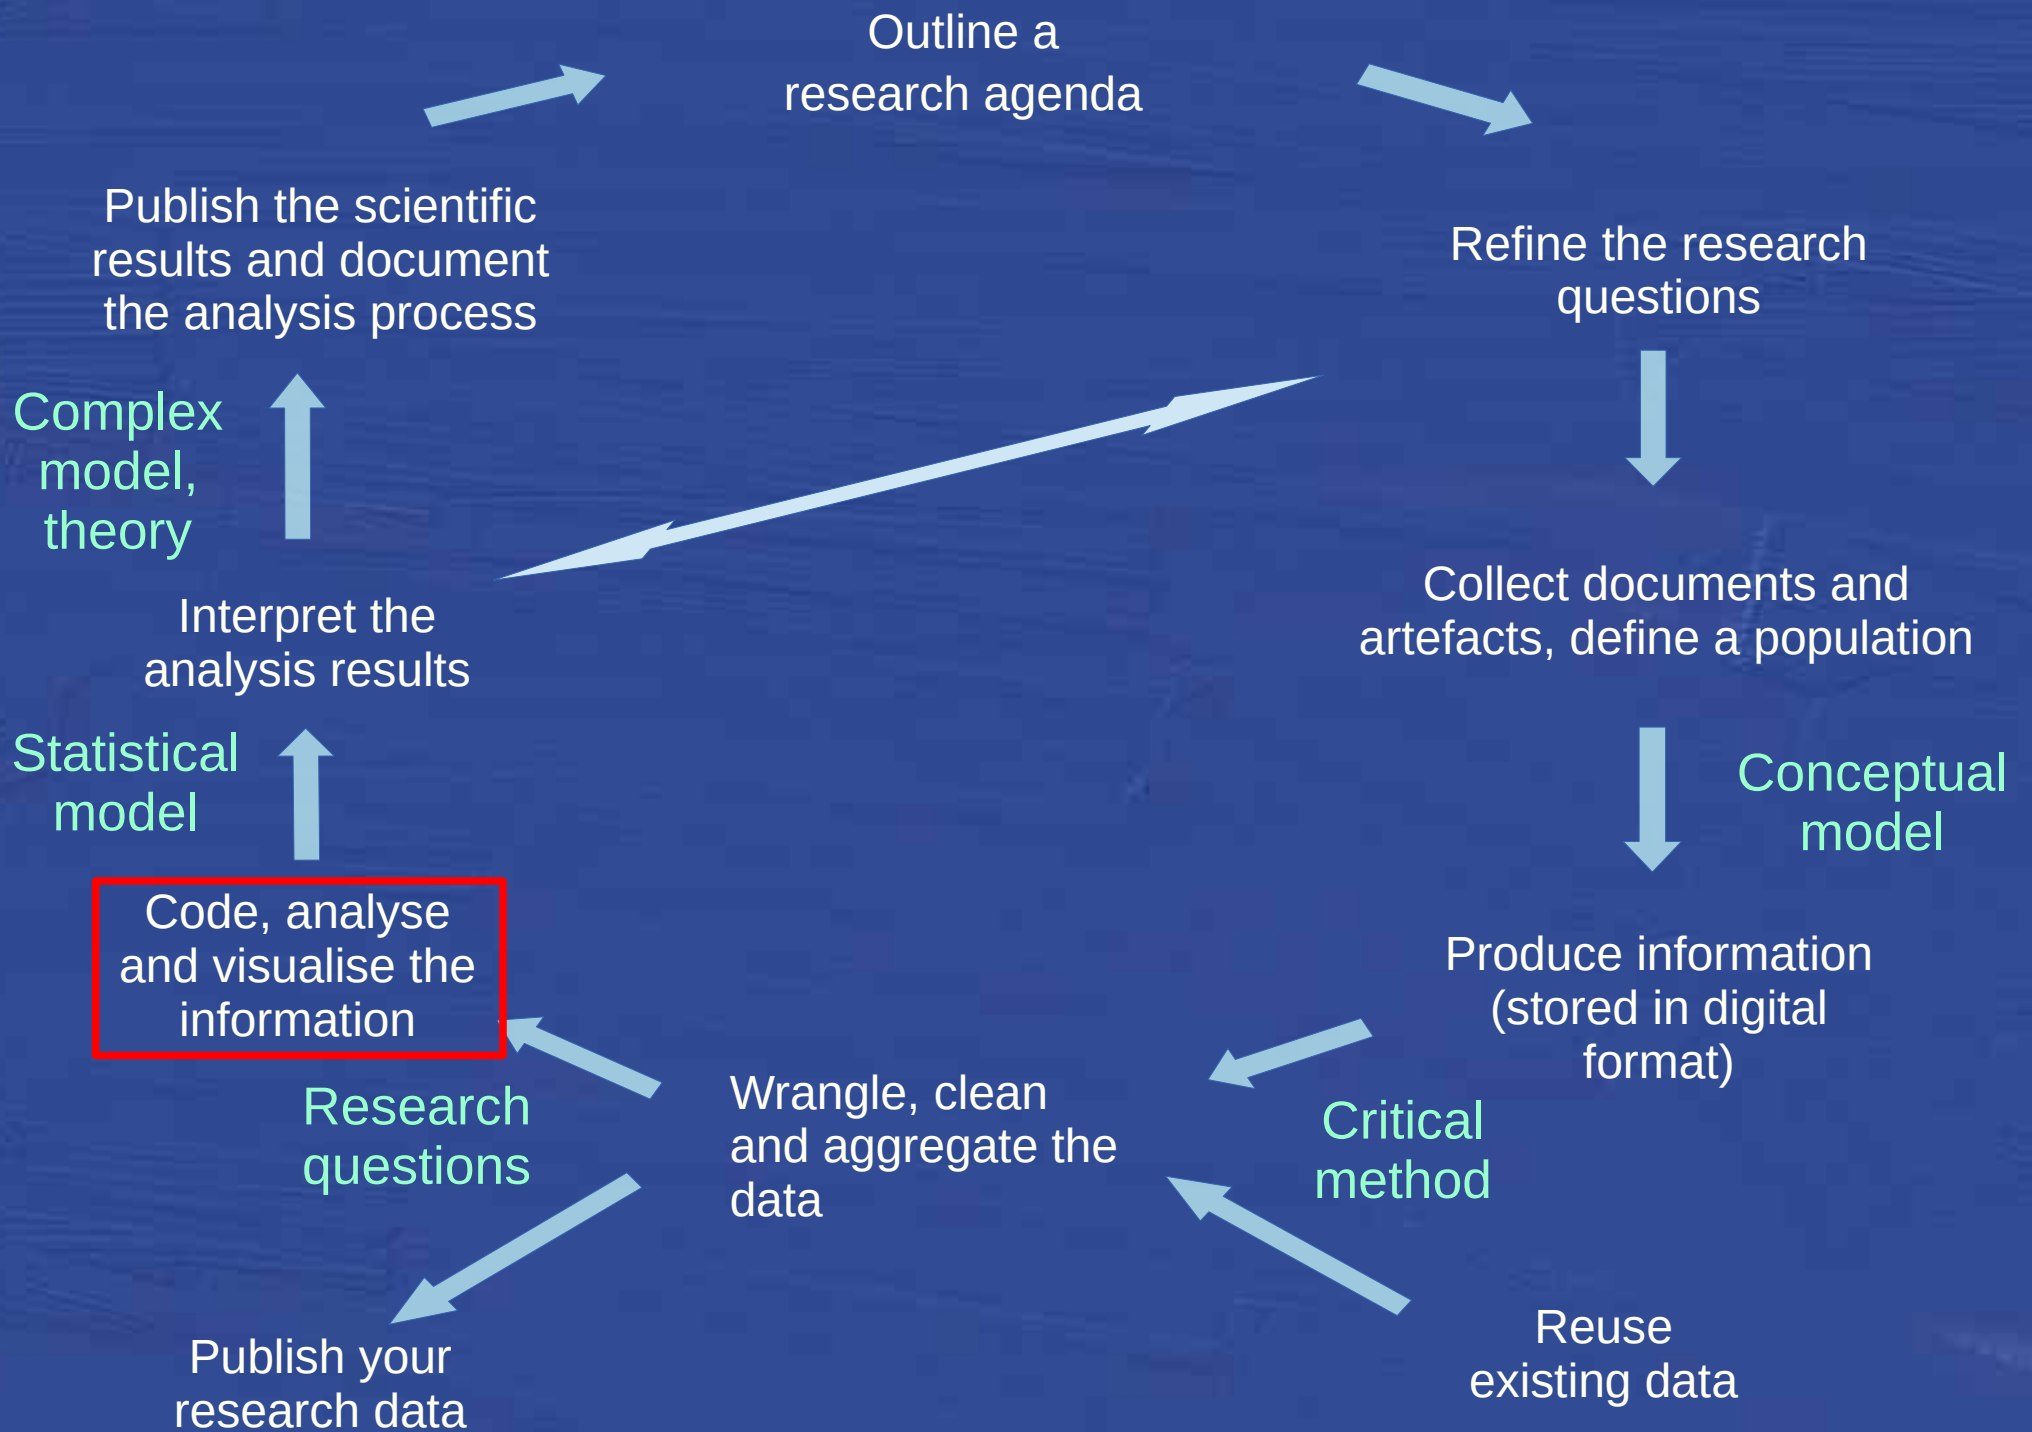 Outline a
research agenda
Publish the scientific
results and document
the analysis process
Refine the research
questions
Complex
model,
theory
Interpret the
analysis results
Collect documents and
artefacts, define a population
Statistical
model
Conceptual
model
Code, analyse
and visualise the
information
Produce information
(stored in digital
format)
Research
questions
Wrangle, clean
and aggregate the
data
Critical
method
Publish your
research data
Reuse
existing data